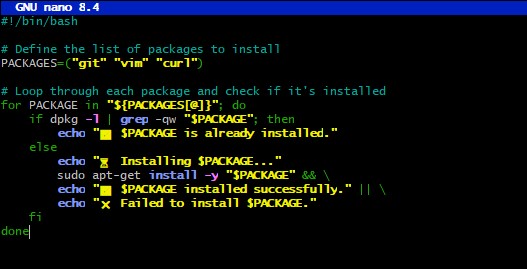 GNU nano 8.4
#!/bin/bash
# Define the list of packages to install
PACKAGES=("git" "vim" "curl")
# Loop through each package and check if it's installed
for PACKAGE in "${PACKAGES[@]}"; do
    if dpkg -l | grep -qw "$PACKAGE"; then
        echo "✅ $PACKAGE is already installed."
    else
        echo "⏳ Installing $PACKAGE..."
        sudo apt-get install -y "$PACKAGE" && \
        echo "✅ $PACKAGE installed successfully." || \
        echo "❌ Failed to install $PACKAGE."
    fi
done